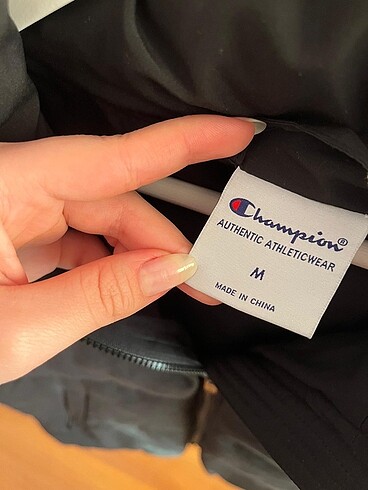 Champion®
AUTHENTIC ATHLETICWEAR
M
MADE IN CHINA